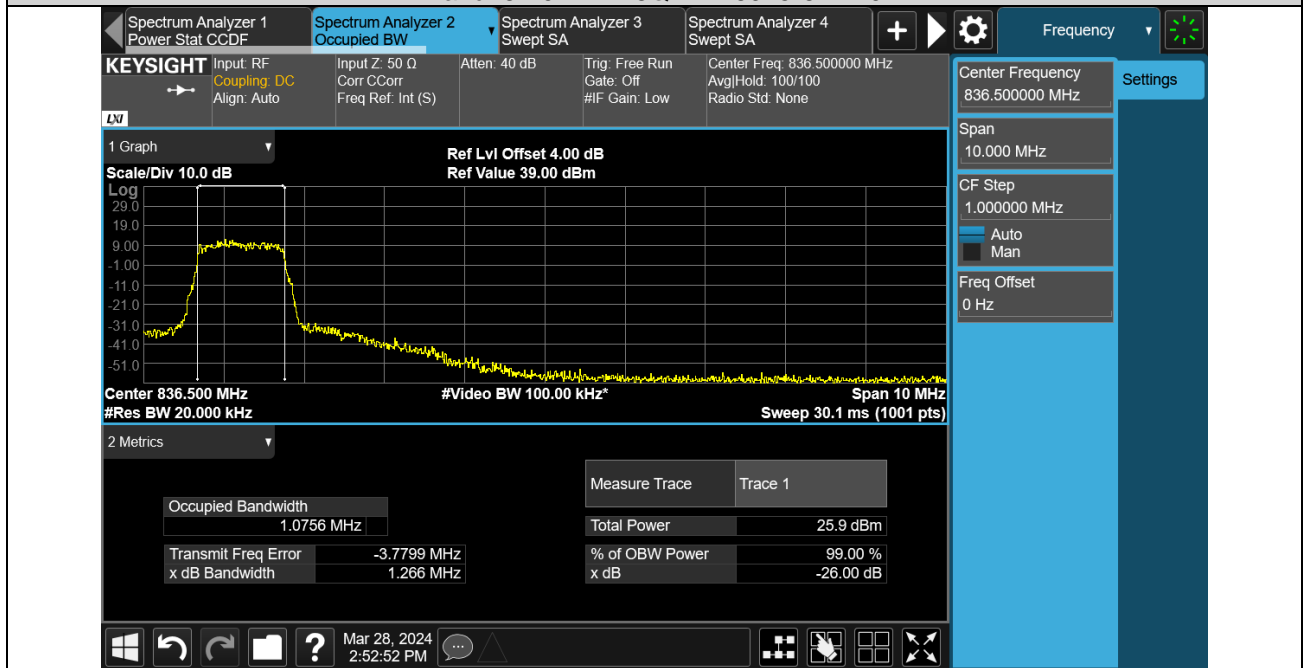 Spectrum Analyzer 1
Power Stat CCDF
Spectrum Analyzer 2
Occupied BW
Spectrum Analyzer 3
Swept SA
Spectrum Analyzer 4
Swept SA
+
Frequency
KEYSIGHT
LXI
Input: RF
Coupling: DC
Align: Auto
Input Z: 50 Ω
Corr CCorr
Freq Ref: Int (S)
Atten: 40 dB
Trig: Free Run
Gate: Off
#IF Gain: Low
Center Freq: 836.500000 MHz
Avg|Hold: 100/100
Radio Std: None
Center Frequency
836.500000 MHz
Settings
Span
10.000 MHz
CF Step
1.000000 MHz
Auto
Man
Freq Offset
0 Hz
1 Graph
Scale/Div 10.0 dB
Ref Lvl Offset 4.00 dB
Ref Value 39.00 dBm
Log
29.0
19.0
9.00
-1.00
-11.0
-21.0
-31.0
-41.0
-51.0
Center 836.500 MHz
#Video BW 100.00 kHz*
Span 10 MHz
#Res BW 20.000 kHz
Sweep 30.1 ms (1001 pts)
2 Metrics
Measure Trace Trace 1
Occupied Bandwidth
1.0756 MHz
Total Power 25.9 dBm
Transmit Freq Error -3.7799 MHz
% of OBW Power 99.00 %
x dB Bandwidth 1.266 MHz
x dB -26.00 dB
?
Mar 28, 2024
2:52:52 PM